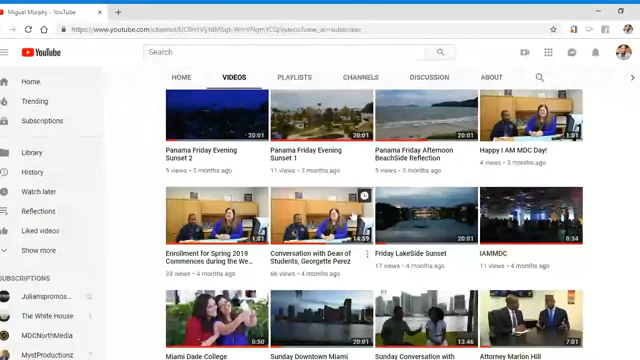 Miguel Murphy
YouTube
Search
HOME
VIDEOS
PLAYLISTS
CHANNELS
DISCUSSION
ABOUT
Home
Trending
Subscriptions
Library
History
Watch later
Reflections
Liked videos
Show more
SUBSCRIPTIONS
Julianspromos...
The White House
MDCNorthMedia
MystProductionz
20:01
20:01
20:01
1:01
Panama Friday Evening
Sunset 2
5 views • 3 months ago
Panama Friday Evening
Sunset 1
11 views • 3 months ago
Panama Friday Afternoon
BeachSide Reflection
5 views • 3 months ago
Happy I AM MDC Day!
4 views • 3 months ago
1:01
14:59
20:01
0:34
Enrollment for Spring 2019
Commences during the We...
33 views • 4 months ago
Conversation with Dean of
Students, Georgette Perez
66 views • 4 months ago
Friday LakeSide Sunset
17 views • 4 months ago
IAMMDC
11 views • 4 months ago
0:50
20:01
13:46
7:01
Miami Dade College
Sunday Downtown Miami
Sunday Conversation with
Attorney Marlon Hill